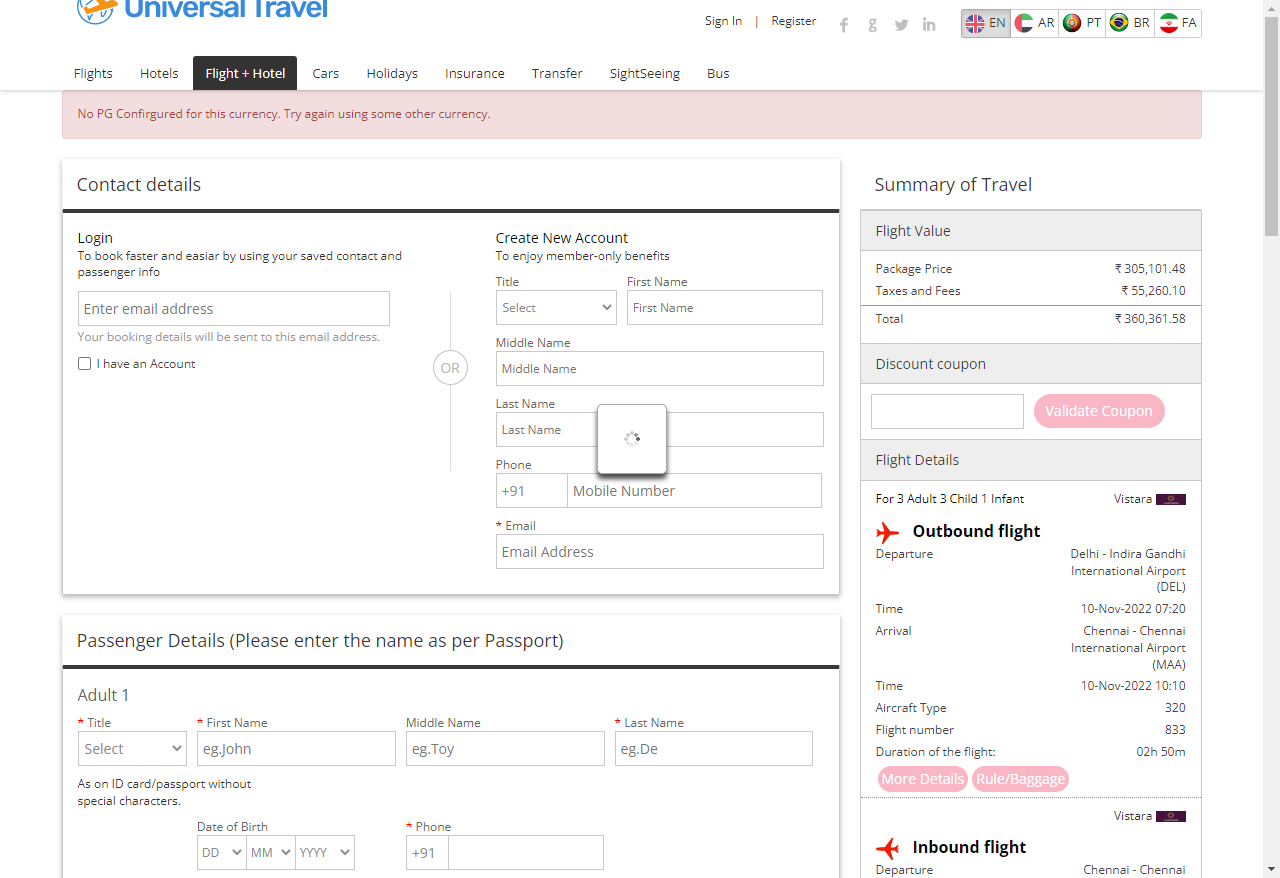 Universal Travel
Sign In | Register
EN AR PT BR FA
Flights Hotels Flight + Hotel Cars Holidays Insurance Transfer SightSeeing Bus
No PG Confirgured for this currency. Try again using some other currency.
Contact details
Login
To book faster and easiar by using your saved contact and
passenger info
Enter email address
Your booking details will be sent to this email address.
I have an Account
OR
Create New Account
To enjoy member-only benefits
Title First Name
Select First Name
Middle Name
Middle Name
Last Name
Last Name
Phone
+91 Mobile Number
* Email
Email Address
Passenger Details (Please enter the name as per Passport)
Adult 1
* Title * First Name Middle Name * Last Name
Select eg.John eg.Toy eg.De
As on ID card/passport without
special characters.
Date of Birth * Phone
DD MM YYYY +91
Summary of Travel
Flight Value
Package Price ₹ 305,101.48
Taxes and Fees ₹ 55,260.10
Total ₹ 360,361.58
Discount coupon
Validate Coupon
Flight Details
For 3 Adult 3 Child 1 Infant Vistara
Outbound flight
Departure Delhi - Indira Gandhi
International Airport
(DEL)
Time 10-Nov-2022 07:20
Arrival Chennai - Chennai
International Airport
(MAA)
Time 10-Nov-2022 10:10
Aircraft Type 320
Flight number 833
Duration of the flight: 02h 50m
More Details Rule/Baggage
Vistara
Inbound flight
Departure Chennai - Chennai